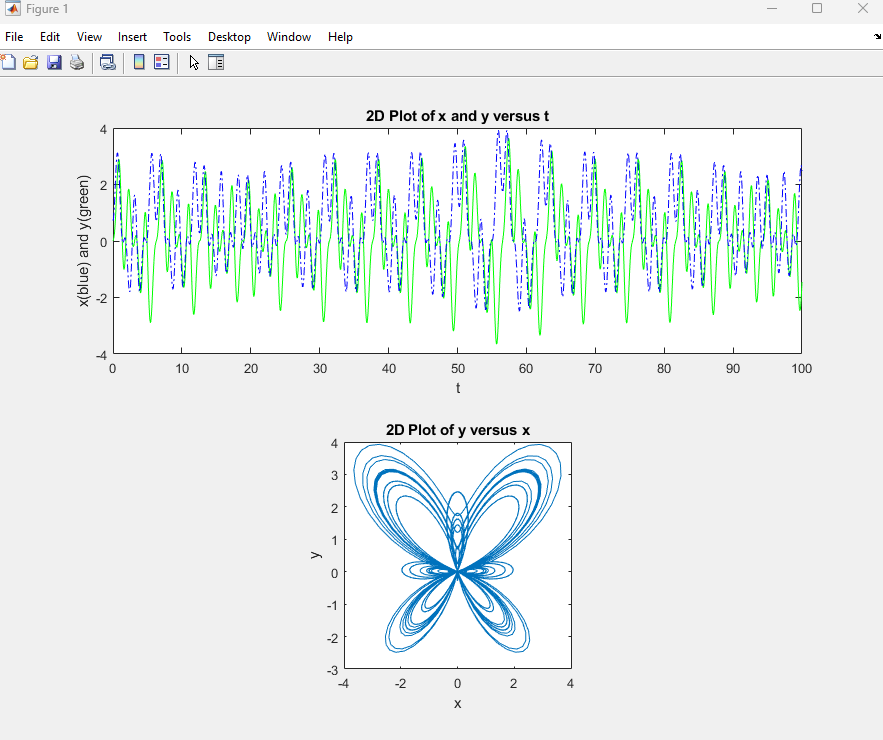 Figure 1
File Edit View Insert Tools Desktop Window Help
2D Plot of x and y versus t
x(blue) and y(green)
4
2
0
-2
-4
0 10 20 30 40 50 60 70 80 90 100
t
2D Plot of y versus x
y
4
3
2
1
0
-1
-2
-3
-4 -2 0 2 4
x